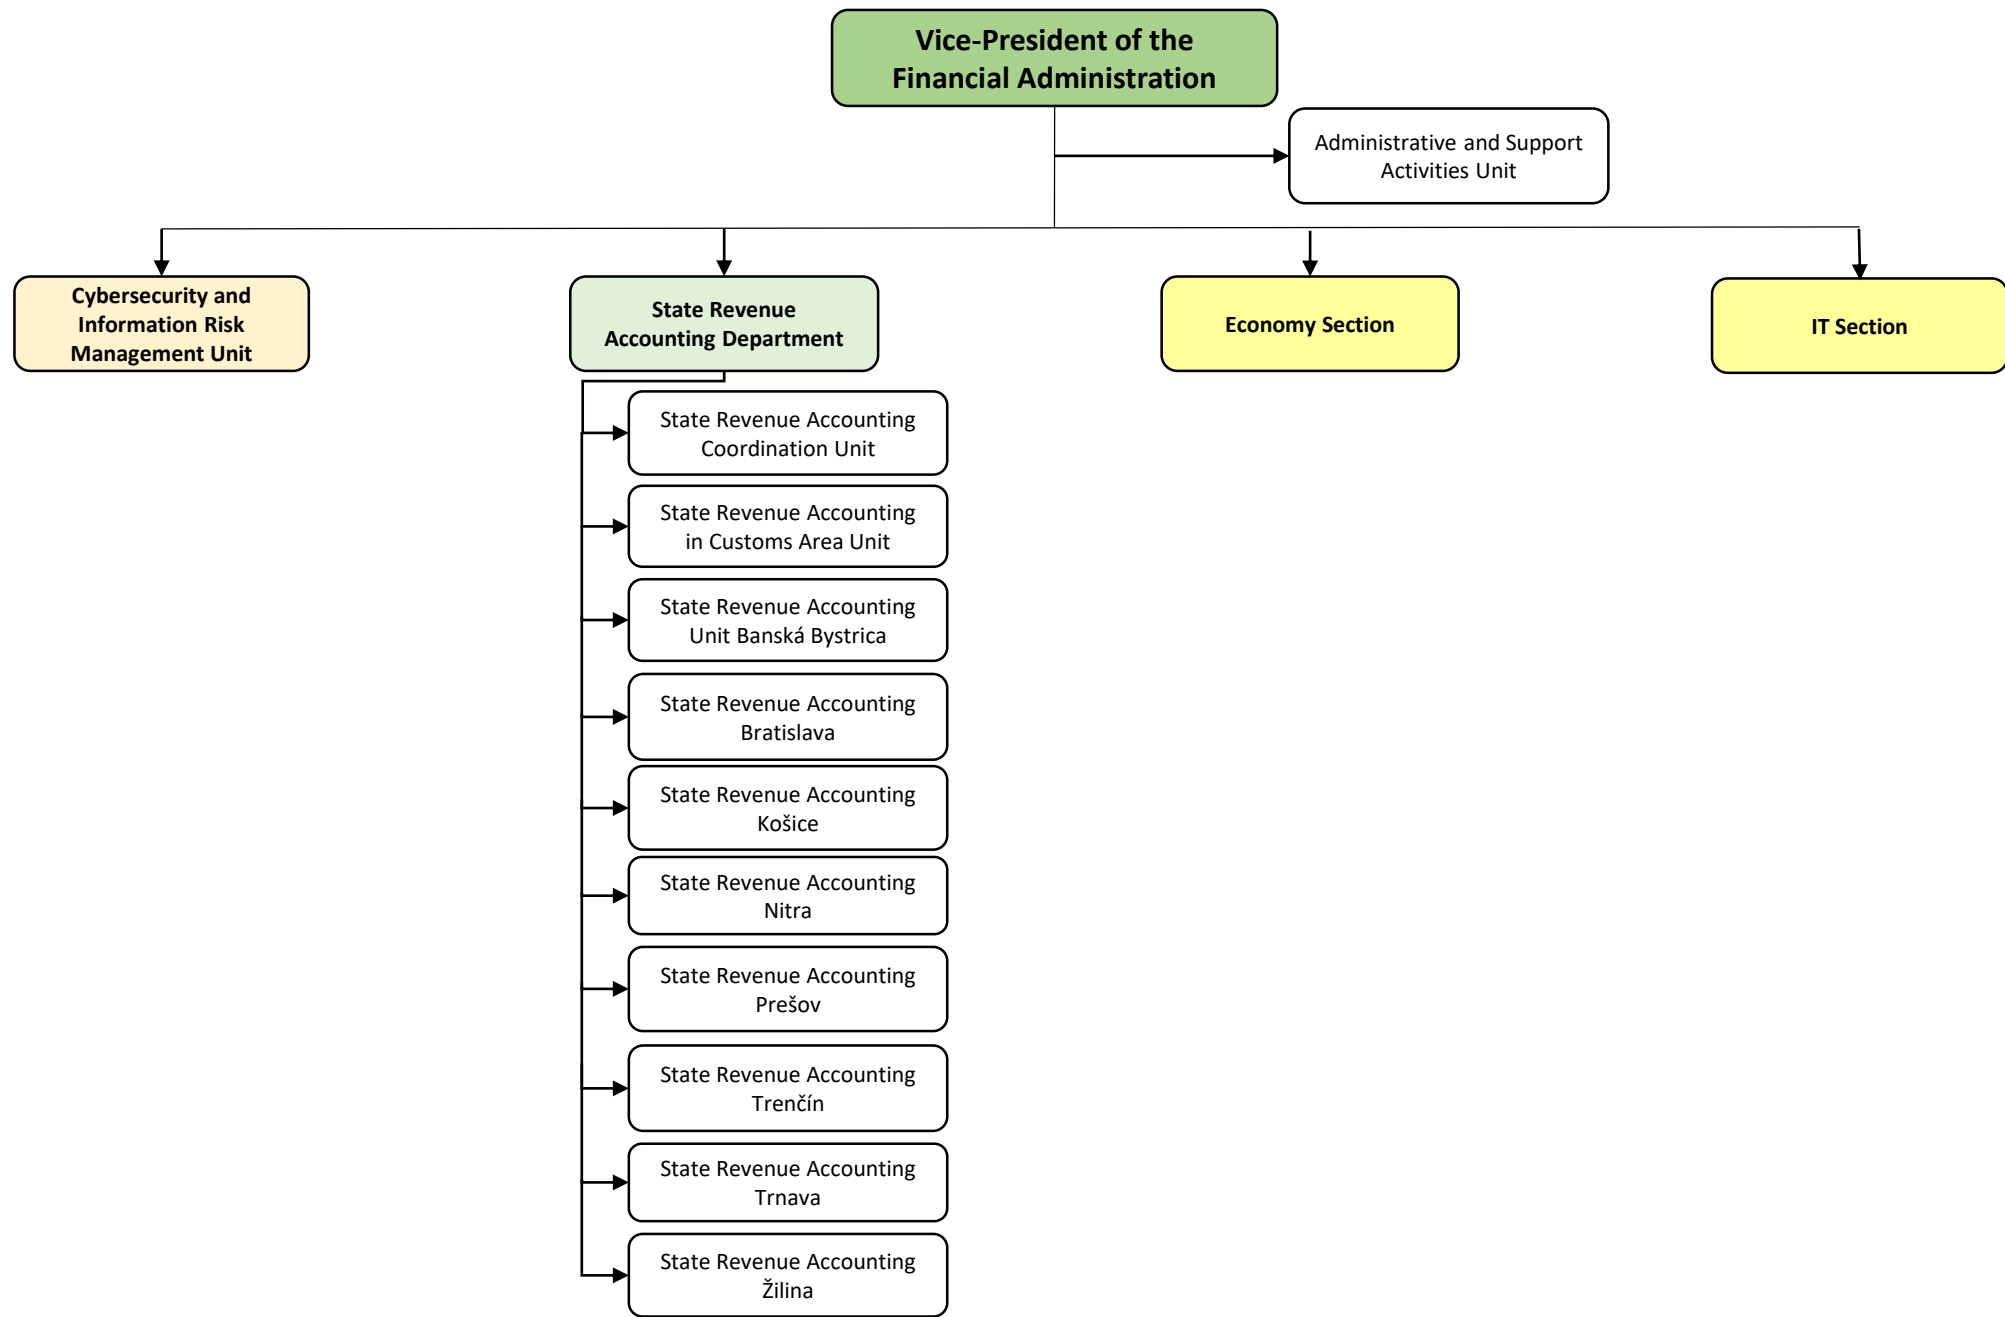 Vice-President of the
Financial Administration
Administrative and Support
Activities Unit
Cybersecurity and
Information Risk
Management Unit
State Revenue
Accounting Department
Economy Section
IT Section
State Revenue Accounting
Coordination Unit
State Revenue Accounting
in Customs Area Unit
State Revenue Accounting
Unit Banská Bystrica
State Revenue Accounting
Bratislava
State Revenue Accounting
Košice
State Revenue Accounting
Nitra
State Revenue Accounting
Prešov
State Revenue Accounting
Trenčín
State Revenue Accounting
Trnava
State Revenue Accounting
Žilina